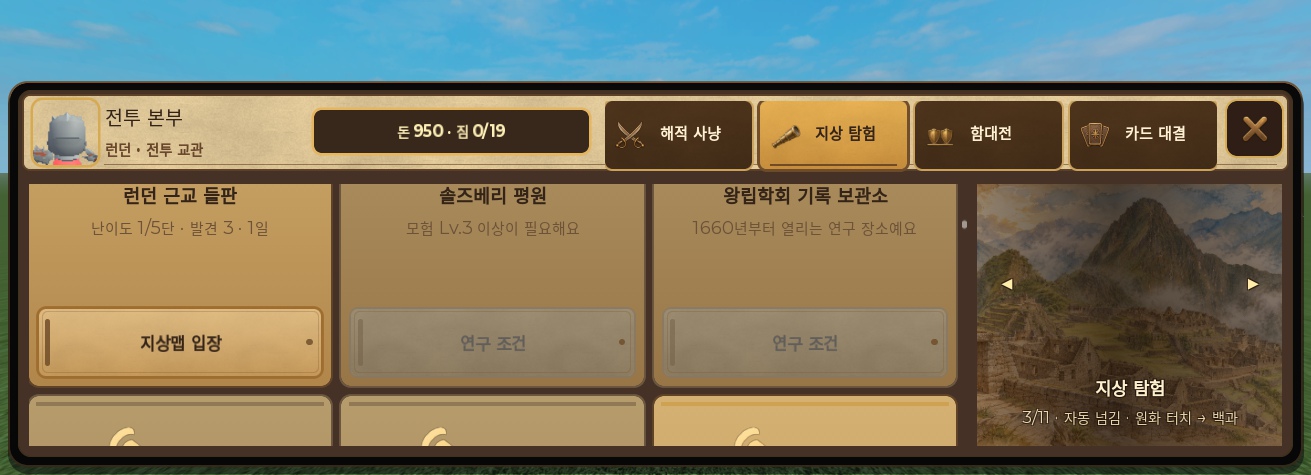 전투 본부
런던 · 전투 교관
돈 950 · 짐 0/19
해적 사냥
지상 탐험
함대전
카드 대결
런던 근교 들판
난이도 1/5단 · 발견 3 · 1일
지상맵 입장
솔즈베리 평원
모험 Lv.3 이상이 필요해요
연구 조건
왕립학회 기록 보관소
1660년부터 열리는 연구 장소예요
연구 조건
지상 탐험
3/11 · 자동 넘김 · 원화 터치 → 백과